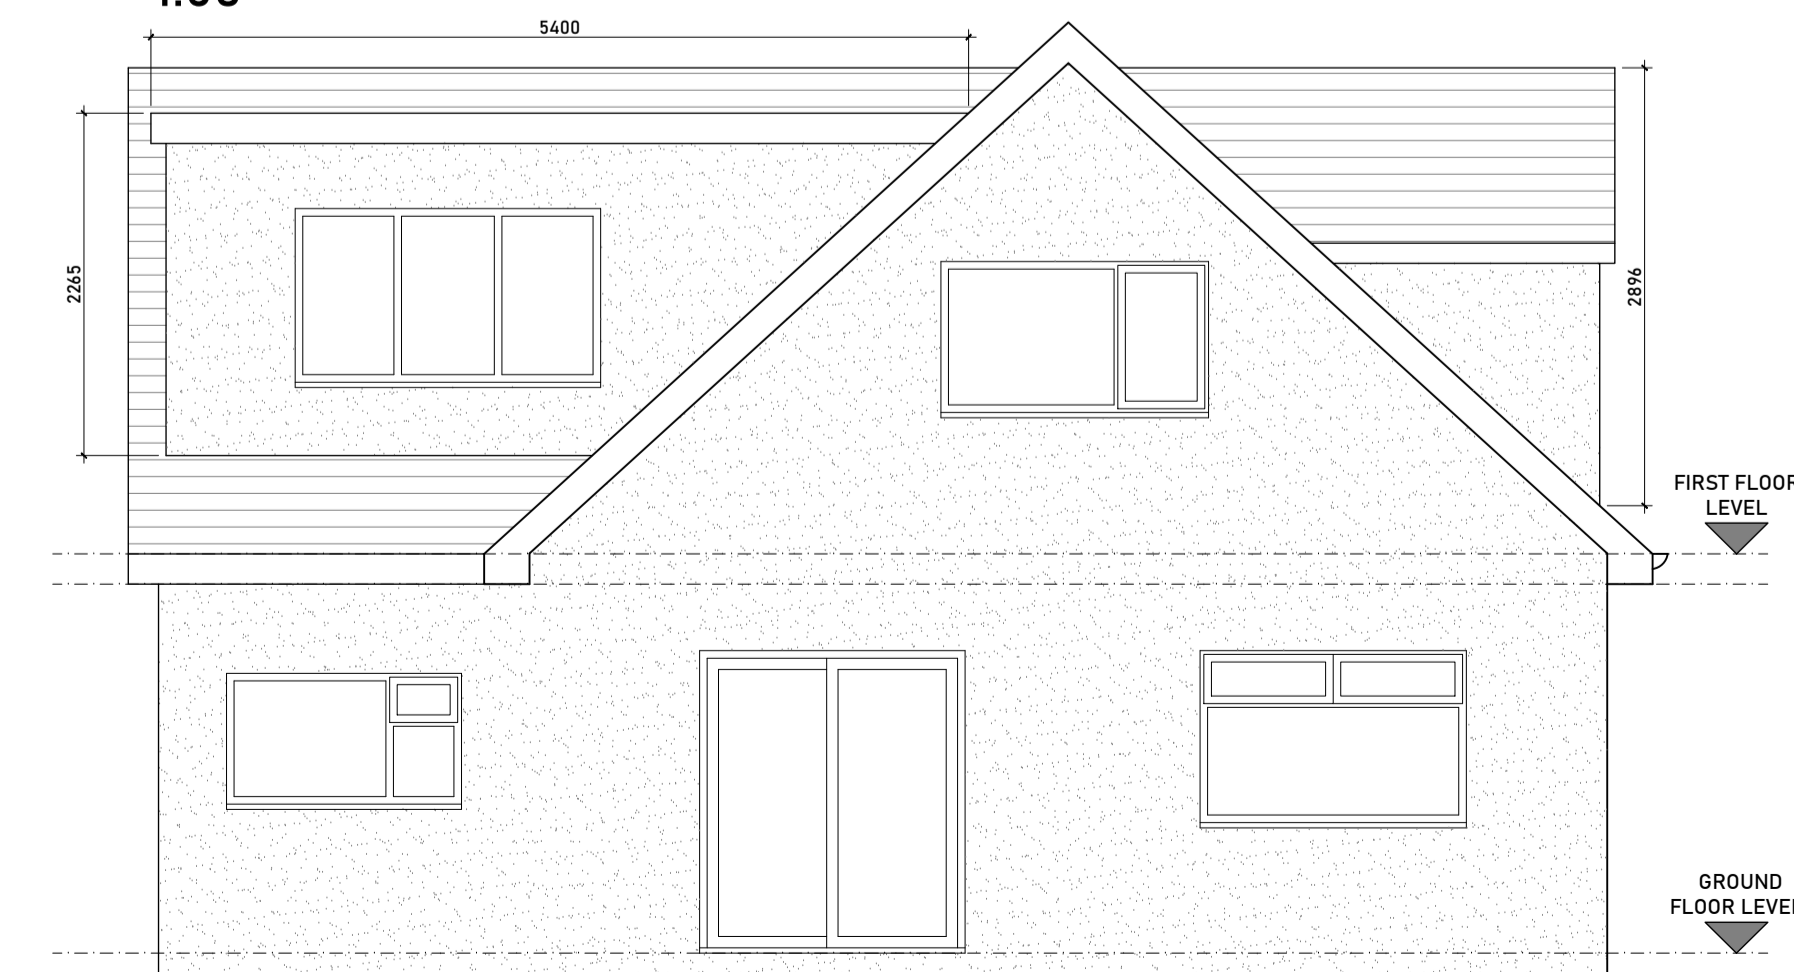 5400
2265
2896
FIRST FLOOR
LEVEL
GROUND
FLOOR LEVEL